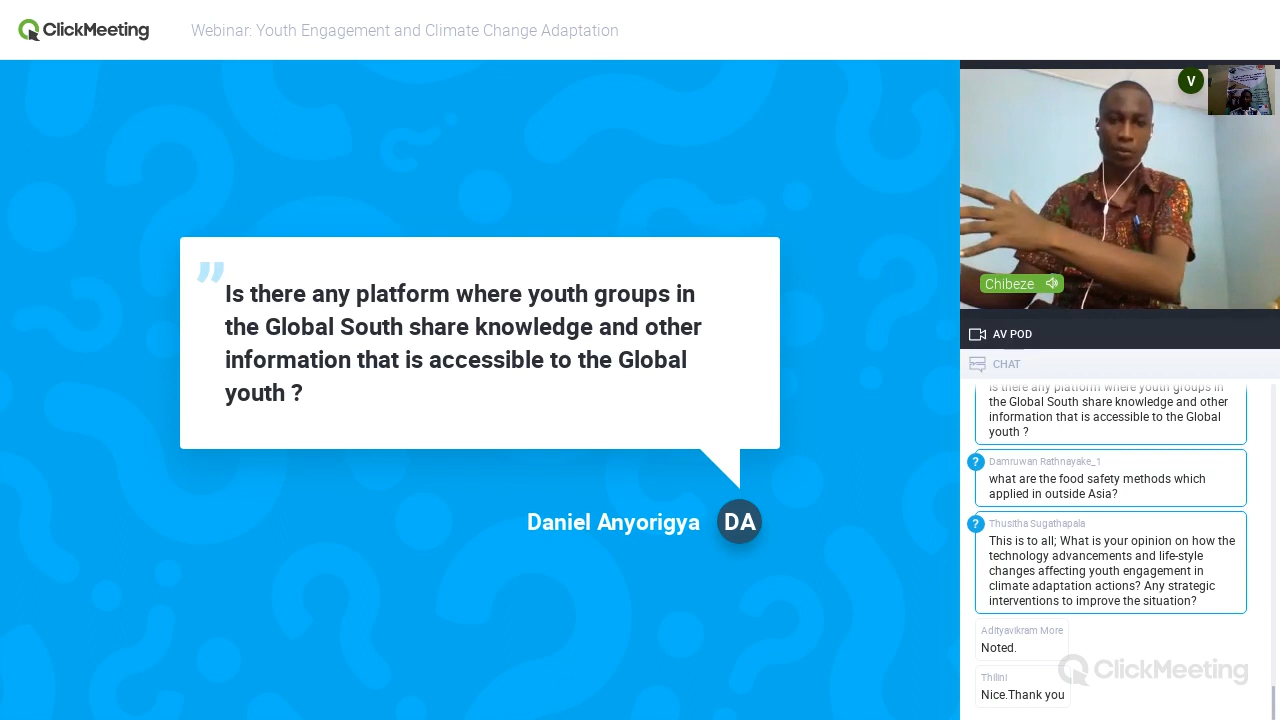 ClickMeeting
Webinar: Youth Engagement and Climate Change Adaptation
”
Is there any platform where youth groups in
the Global South share knowledge and other
information that is accessible to the Global
youth ?
Daniel Anyorigya
DA
V
Chibeze
AV POD
CHAT
Is there any platform where youth groups in
the Global South share knowledge and other
information that is accessible to the Global
youth ?
?
Damruwan Rathnayake_1
what are the food safety methods which
applied in outside Asia?
?
Thusitha Sugathapala
This is to all; What is your opinion on how the
technology advancements and life-style
changes affecting youth engagement in
climate adaptation actions? Any strategic
interventions to improve the situation?
Adityavikram More
Noted.
Thilini
Nice.Thank you
ClickMeeting